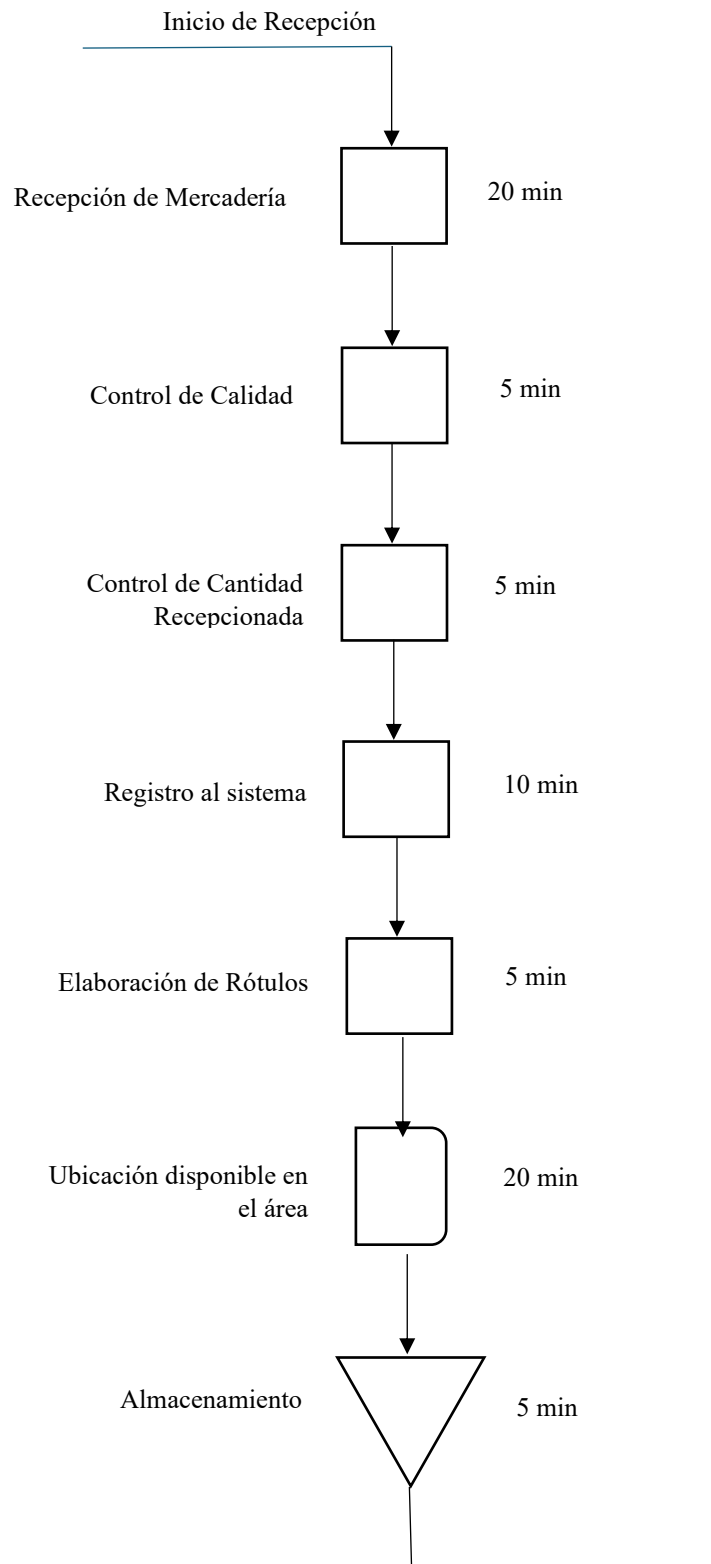 Inicio de Recepción
Recepción de Mercadería
20 min
Control de Calidad
5 min
Control de Cantidad
Recepcionada
5 min
Registro al sistema
10 min
Elaboración de Rótulos
5 min
Ubicación disponible en
el área
20 min
Almacenamiento
5 min